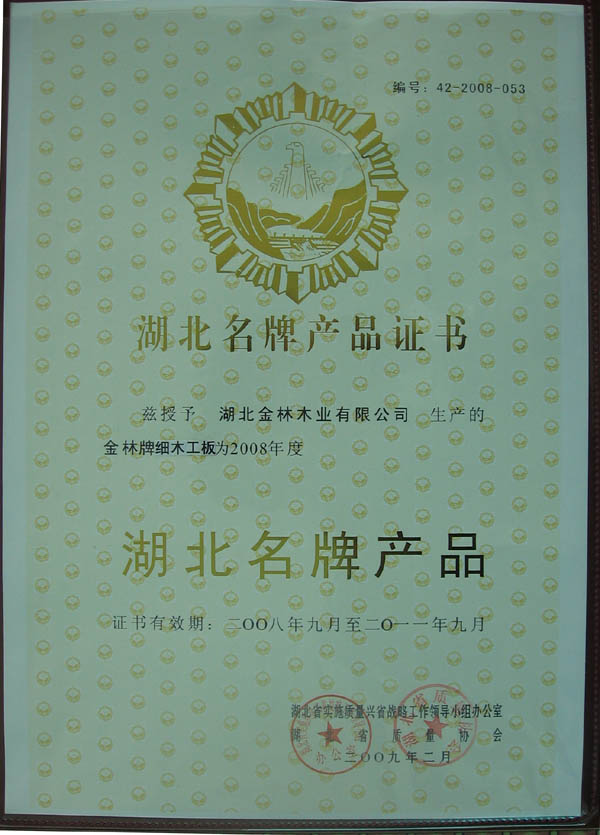 编号：42-2008-053
湖北名牌产品证书
兹授予 湖北金林木业有限公司 生产的
金林牌细木工板为2008年度
湖北名牌产品
证书有效期：二OO八年九月至二O一一年九月
湖北省实施质量兴省战略工作领导小组办公室
湖北省质量协会
二OO九年二月